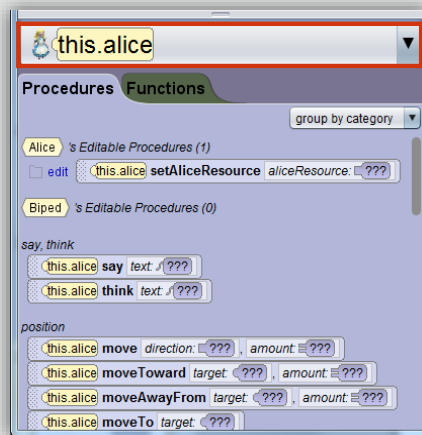 this.alice
Procedures Functions
group by category
Alice 's Editable Procedures (1)
edit this.alice setAliceResource aliceResource: ???
Biped 's Editable Procedures (0)
say, think
this.alice say text: ???
this.alice think text: ???
position
this.alice move direction: ??? , amount: ???
this.alice moveToward target: ??? , amount: ???
this.alice moveAwayFrom target: ??? , amount: ???
this.alice moveTo target: ???